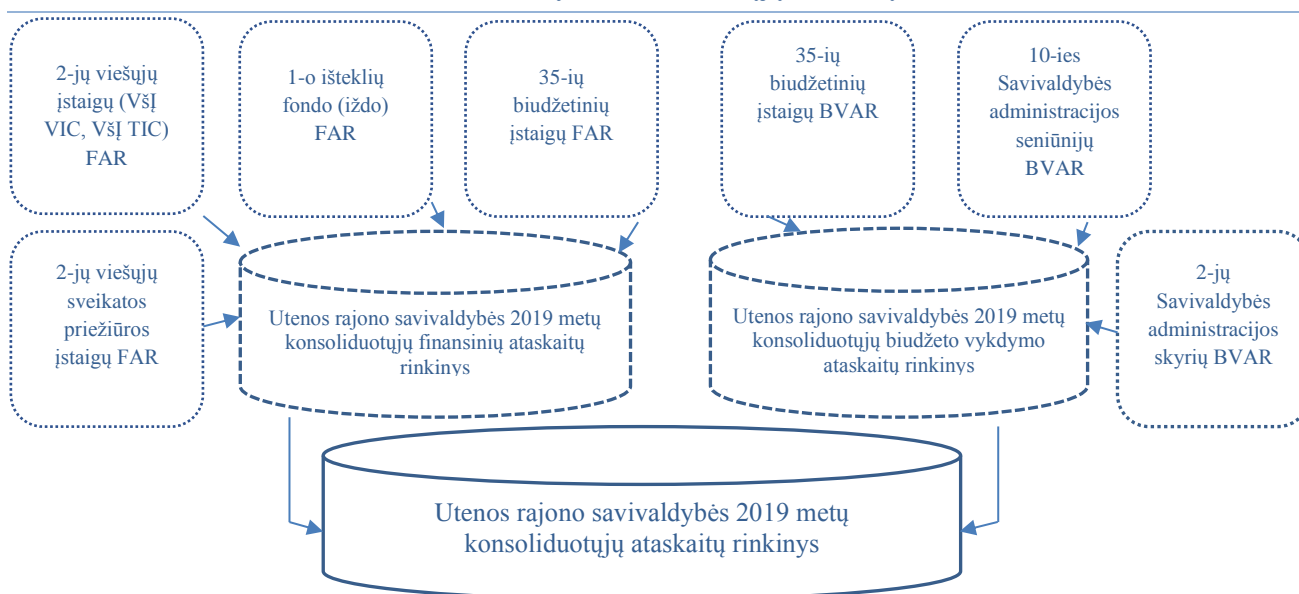 2-jų viešųjų
įstaigų (VšĮ
VIC, VšĮ TIC)
FAR
1-o išteklių
fondo (iždo)
FAR
35-ių
biudžetinių
įstaigų FAR
35-ių
biudžetinių
įstaigų BVAR
10-ies
Savivaldybės
administracijos
seniūnijų
BVAR
2-jų viešųjų
sveikatos
priežiūros
įstaigų FAR
Utenos rajono savivaldybės 2019 metų
konsoliduotųjų finansinių ataskaitų
rinkinys
Utenos rajono savivaldybės 2019 metų
konsoliduotųjų biudžeto vykdymo
ataskaitų rinkinys
2-jų
Savivaldybės
administracijos
skyrių BVAR
Utenos rajono savivaldybės 2019 metų
konsoliduotųjų ataskaitų rinkinys